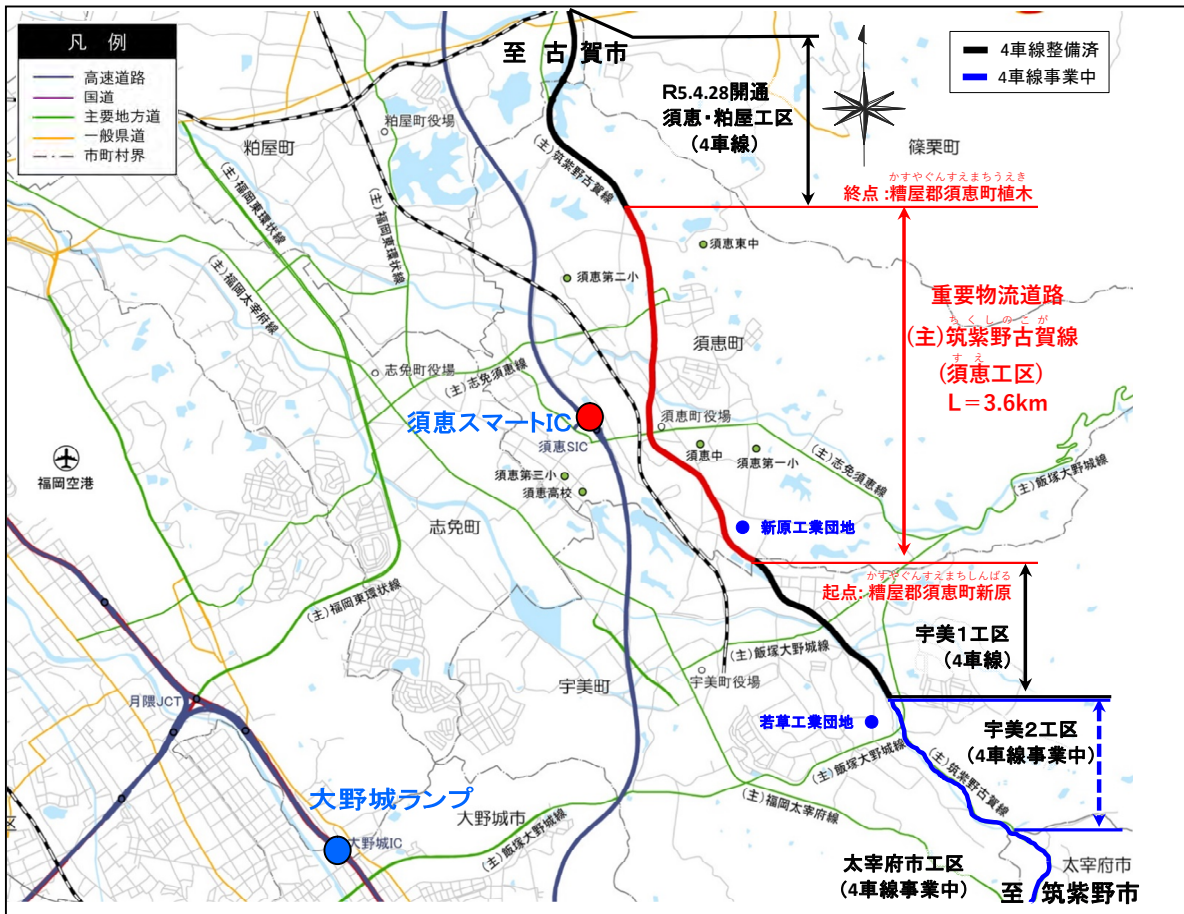 凡 例
高速道路
国道
主要地方道
一般県道
市町村界
至 古賀市
4車線整備済
4車線事業中
R5.4.28開通
須恵・粕屋工区
(4車線)
粕屋町役場
粕屋町
篠栗町
(主)筑紫野古賀線
(主)福岡東環状線
(主)福岡東環状線
かすやぐんすえまちうえき
終点:糟屋郡須恵町植木
須恵東中
須恵第二小
(主)福岡太宰府線
重要物流道路
ちくしのこが
(主)筑紫野古賀線
すえ
(須恵工区)
L=3.6km
須恵町
志免町役場
(主)志免須恵線
須恵スマートIC
須恵町役場
須恵SIC
須恵中
須恵第一小
(主)志免須恵線
(主)飯塚大野城線
福岡空港
須恵第三小
須恵高校
志免町
新原工業団地
(主)福岡東環状線
かすやぐんすえまちしんばる
起点:糟屋郡須恵町新原
宇美1工区
(4車線)
(主)飯塚大野城線
宇美町役場
宇美町
月隈JCT
若草工業団地
宇美2工区
(4車線事業中)
(主)飯塚大野城線
(主)筑紫野古賀線
大野城ランプ
(主)福岡太宰府線
大野城市
大野城IC
(主)飯塚大野城線
区
太宰府市工区
(4車線事業中)
太宰府市
至 筑紫野市